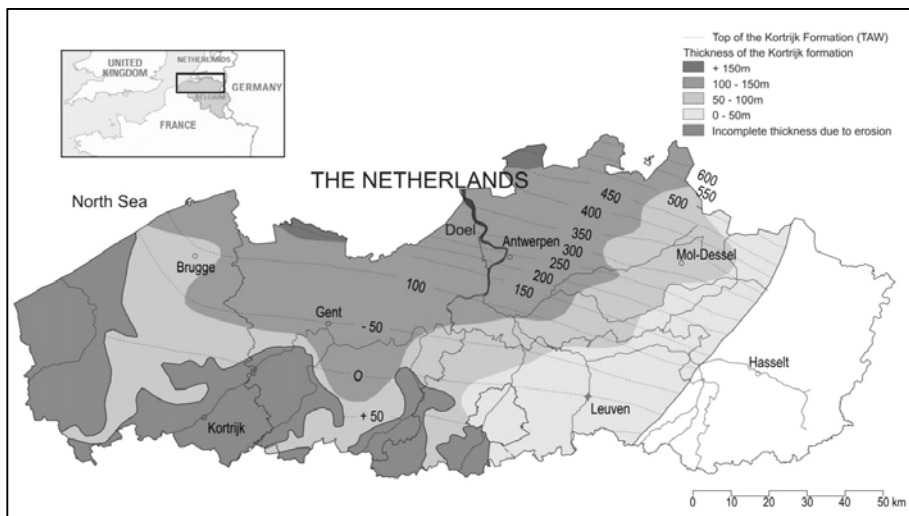 UNITED
KINGDOM
NETHERLANDS
GERMANY
BELGIUM
FRANCE
Top of the Kortrijk Formation (TAW)
Thickness of the Kortrijk formation
+ 150m
100 - 150m
50 - 100m
0 - 50m
Incomplete thickness due to erosion
THE NETHERLANDS
North Sea
Doel
Antwerpen
Brugge
Gent
Mol-Dessel
Hasselt
Leuven
Kortrijk
600
550
500
450
400
350
300
250
200
150
100
- 50
0
+ 50
0 10 20 30 40 50 km